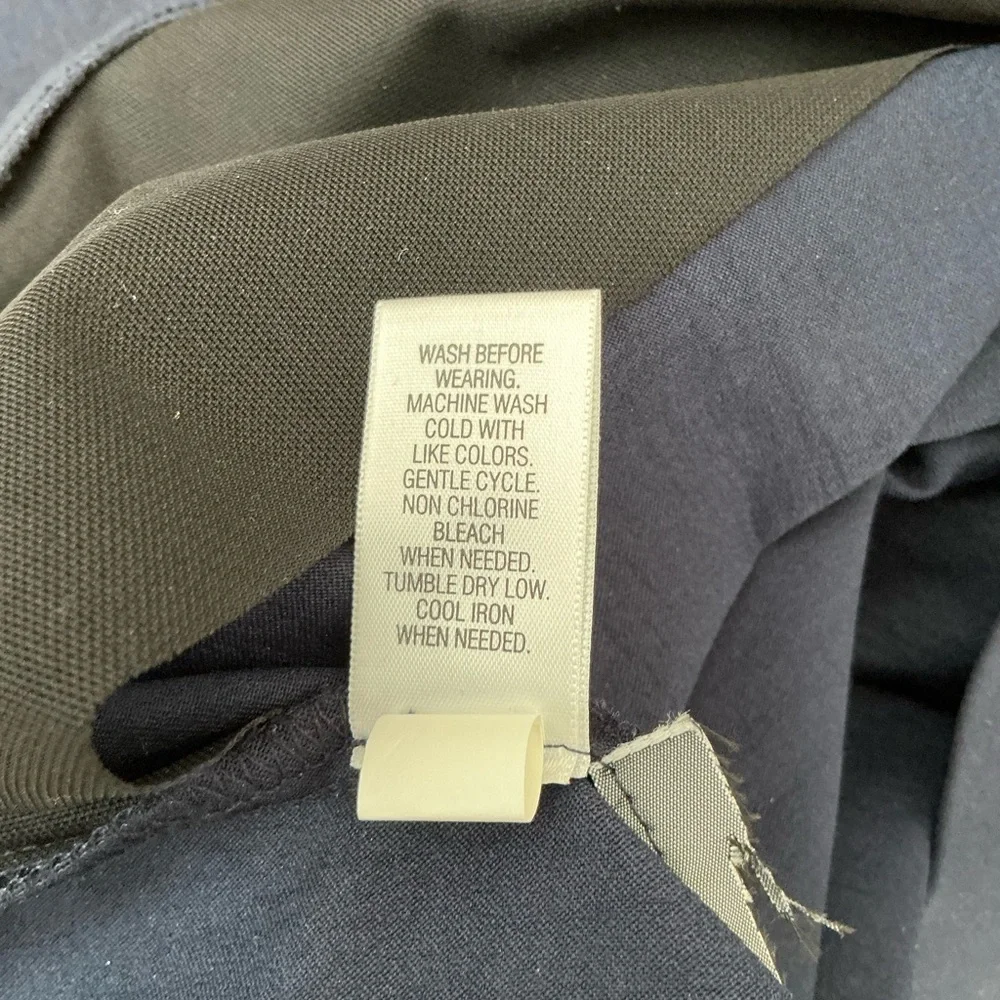 WASH BEFORE
WEARING.
MACHINE WASH
COLD WITH
LIKE COLORS.
GENTLE CYCLE.
NON CHLORINE
BLEACH
WHEN NEEDED.
TUMBLE DRY LOW.
COOL IRON
WHEN NEEDED.